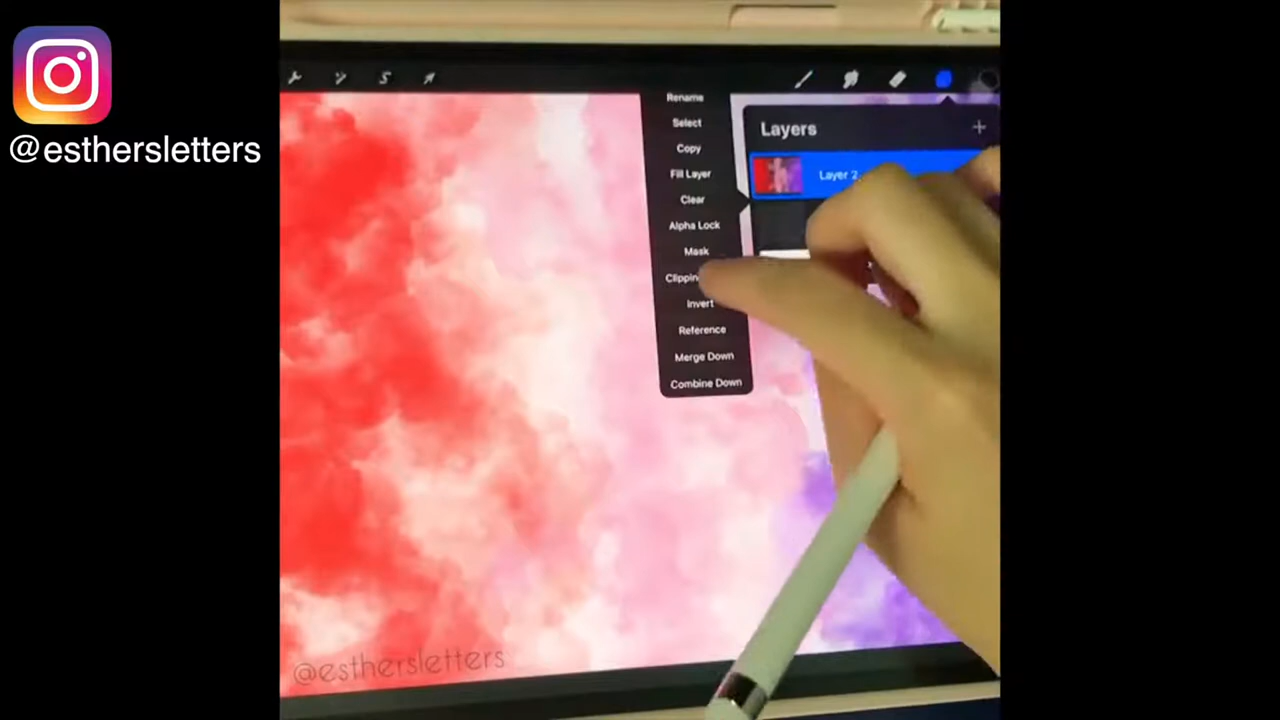 @esthersletters
Rename
Select
Copy
Fill Layer
Clear
Alpha Lock
Mask
Invert
Reference
Merge Down
Combine Down
Layers
Layer 2
@esthersletters